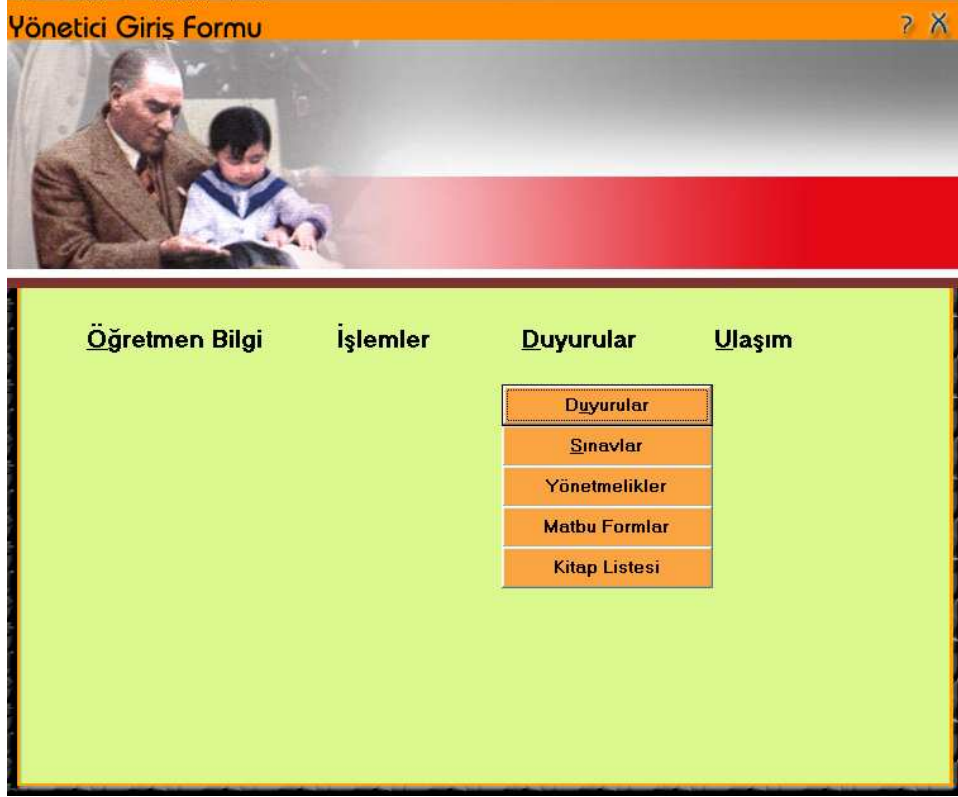 Yönetici Giriş Formu ? X
Öğretmen Bilgi İşlemler Duyurular Ulaşım
Duyurular
Sınavlar
Yönetmelikler
Matbu Formlar
Kitap Listesi